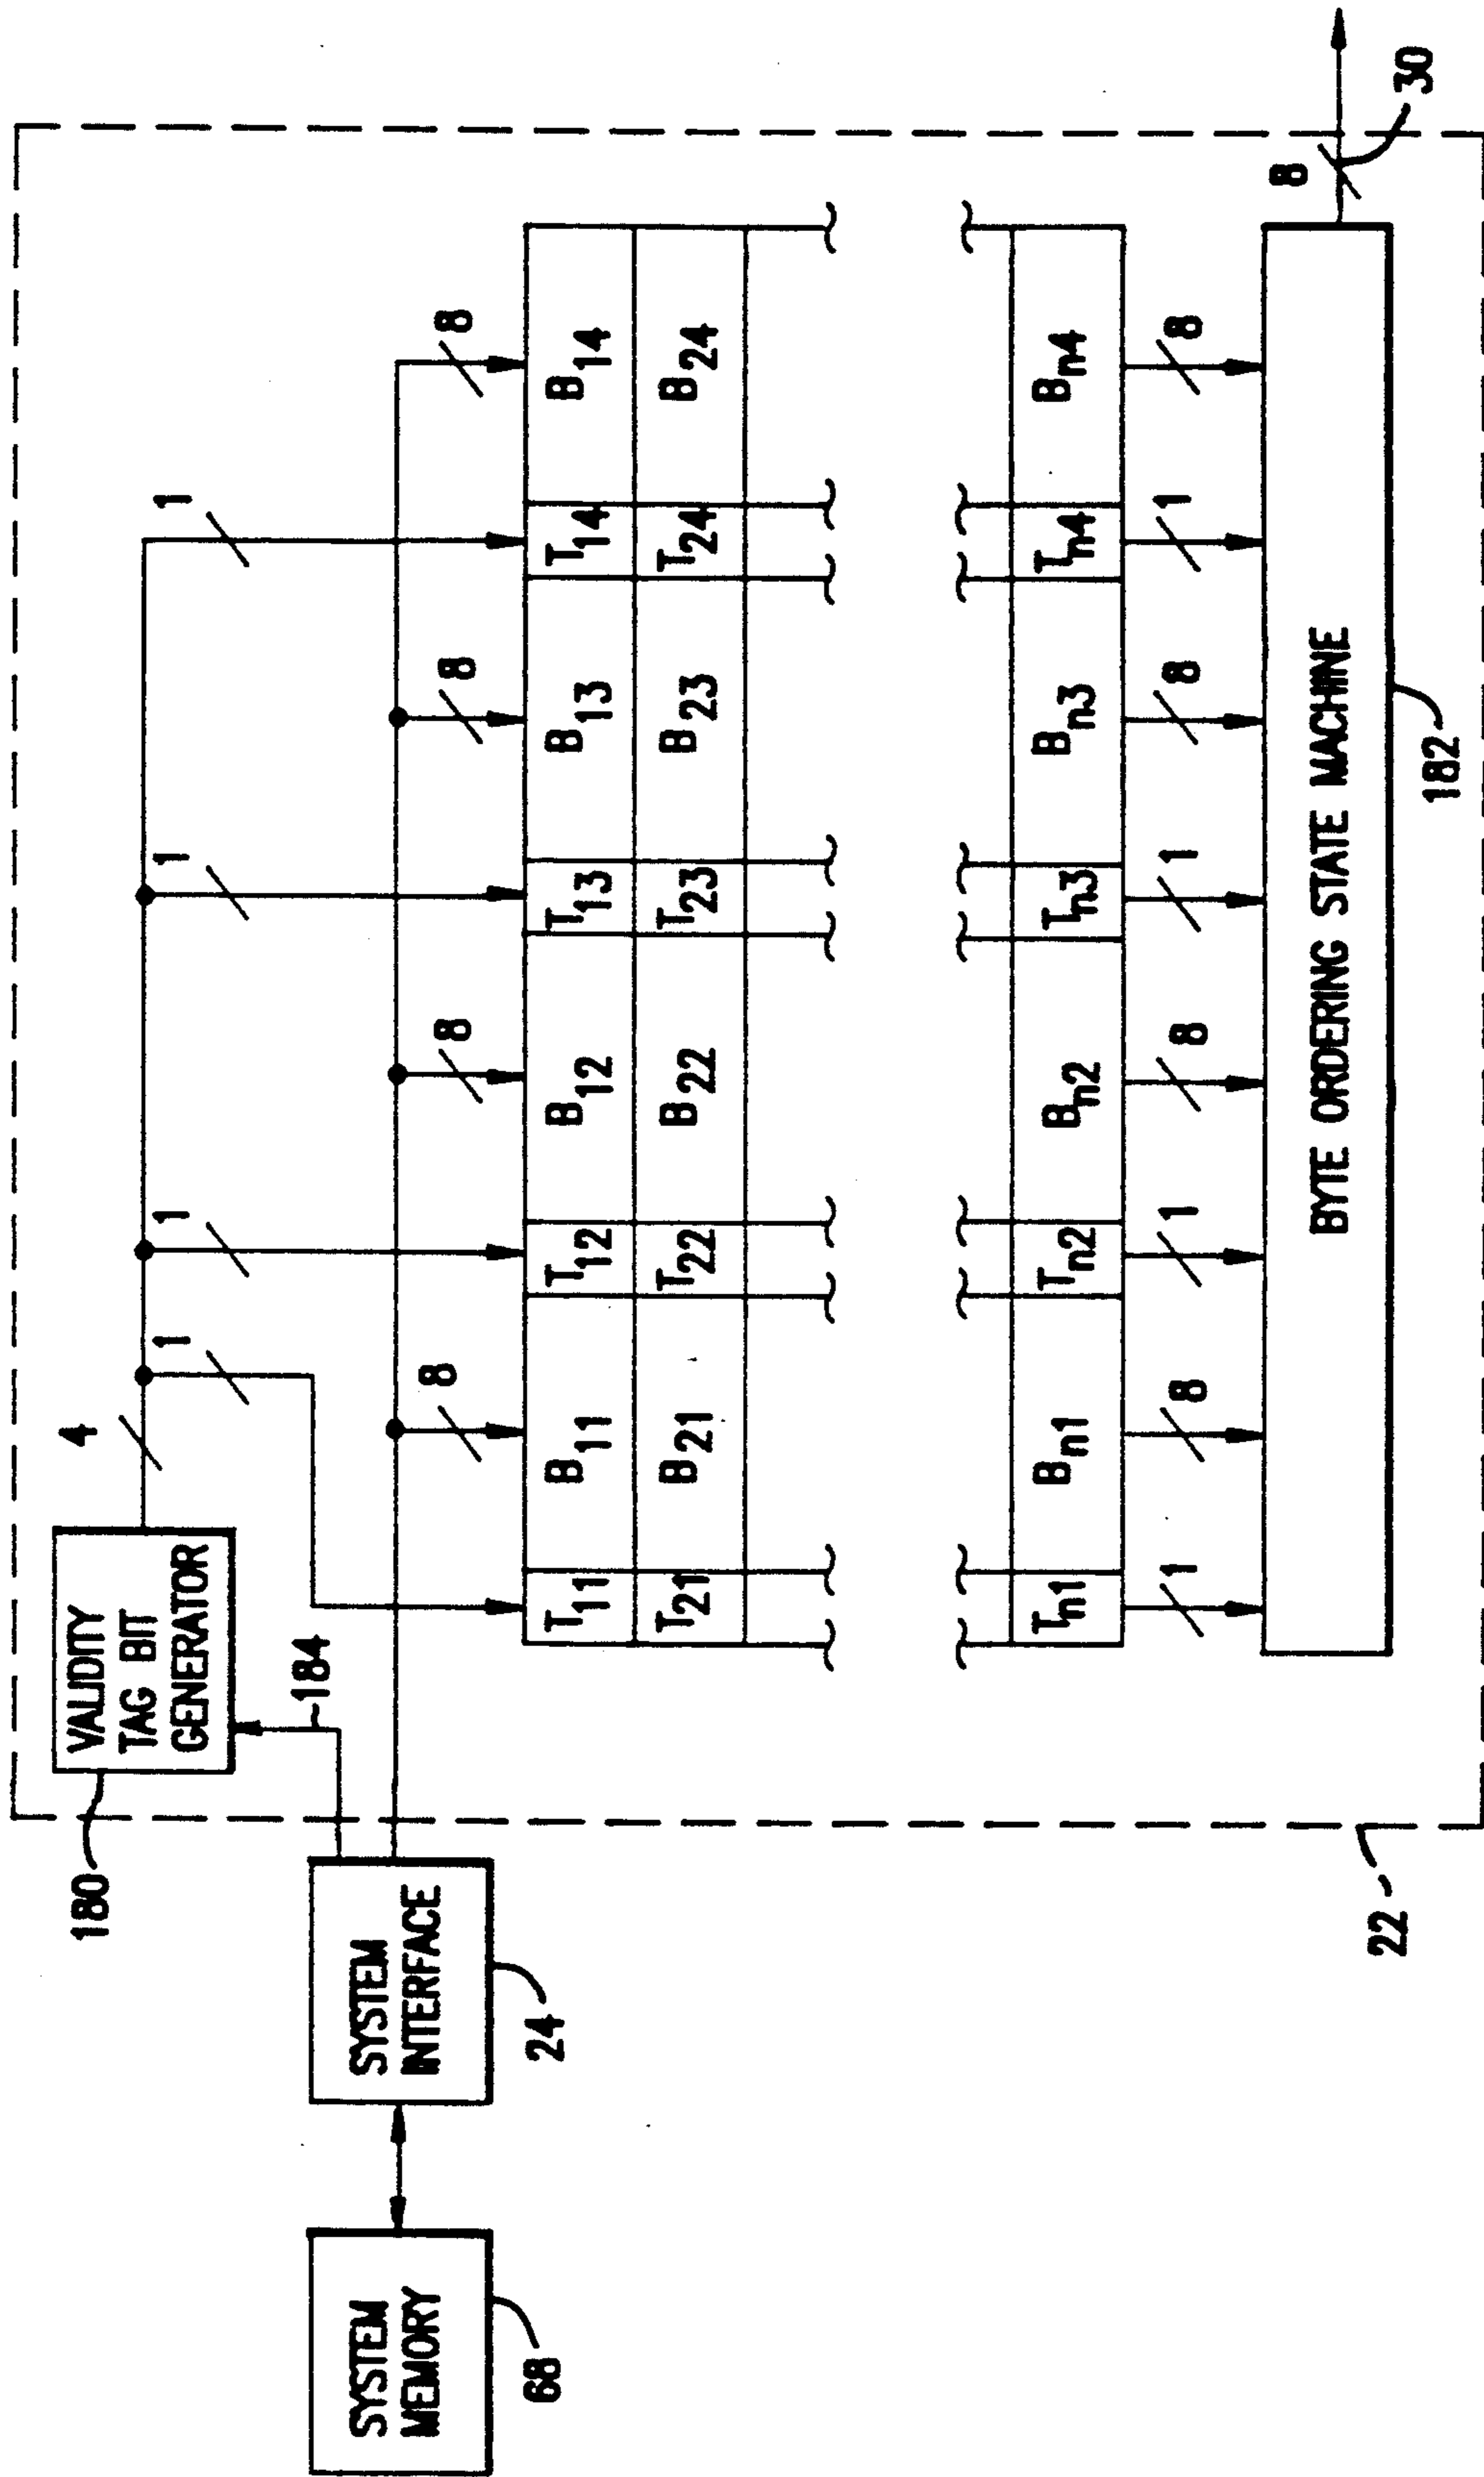 VALIDITY
TAG BIT
GENERATOR
180
4
1
1
1
1
184
SYSTEM
MEMORY
68
SYSTEM
INTERFACE
24
8
8
8
8
T11 B11 T12 B12 T13 B13 T14 B14
T21 B21 T22 B22 T23 B23 T24 B24
Tn1 Bn1 Tn2 Bn2 Tn3 Bn3 Tn4 Bn4
1 8 1 8 1 8 1 8
BYTE ORDERING STATE MACHINE
182
8
30
22